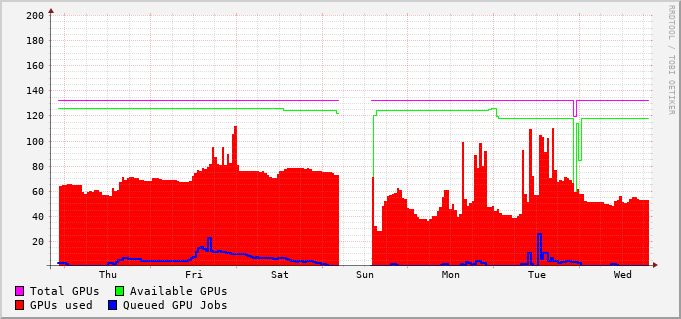 200
180
160
140
120
100
80
60
40
20
Thu Fri Sat Sun Mon Tue Wed
Total GPUs Available GPUs
GPUs used Queued GPU Jobs
RRDTOOL / TOBI OETIKER